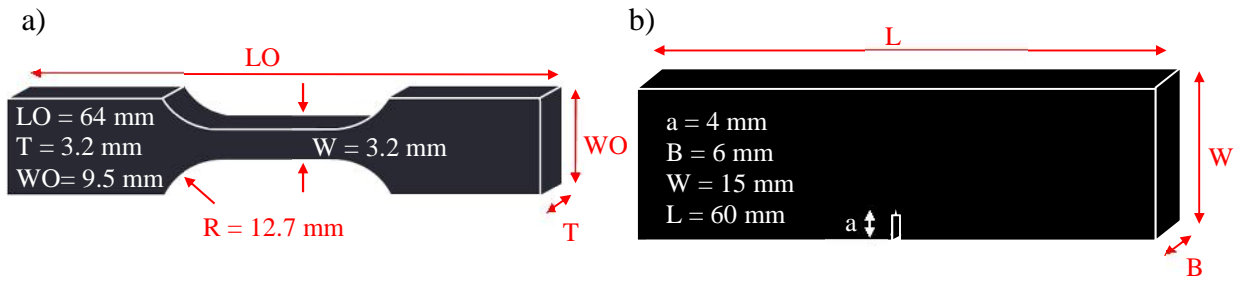 a)
LO
LO = 64 mm
T = 3.2 mm
WO= 9.5 mm
W = 3.2 mm
WO
R = 12.7 mm
T
b)
L
a = 4 mm
B = 6 mm
W = 15 mm
L = 60 mm
a
W
B